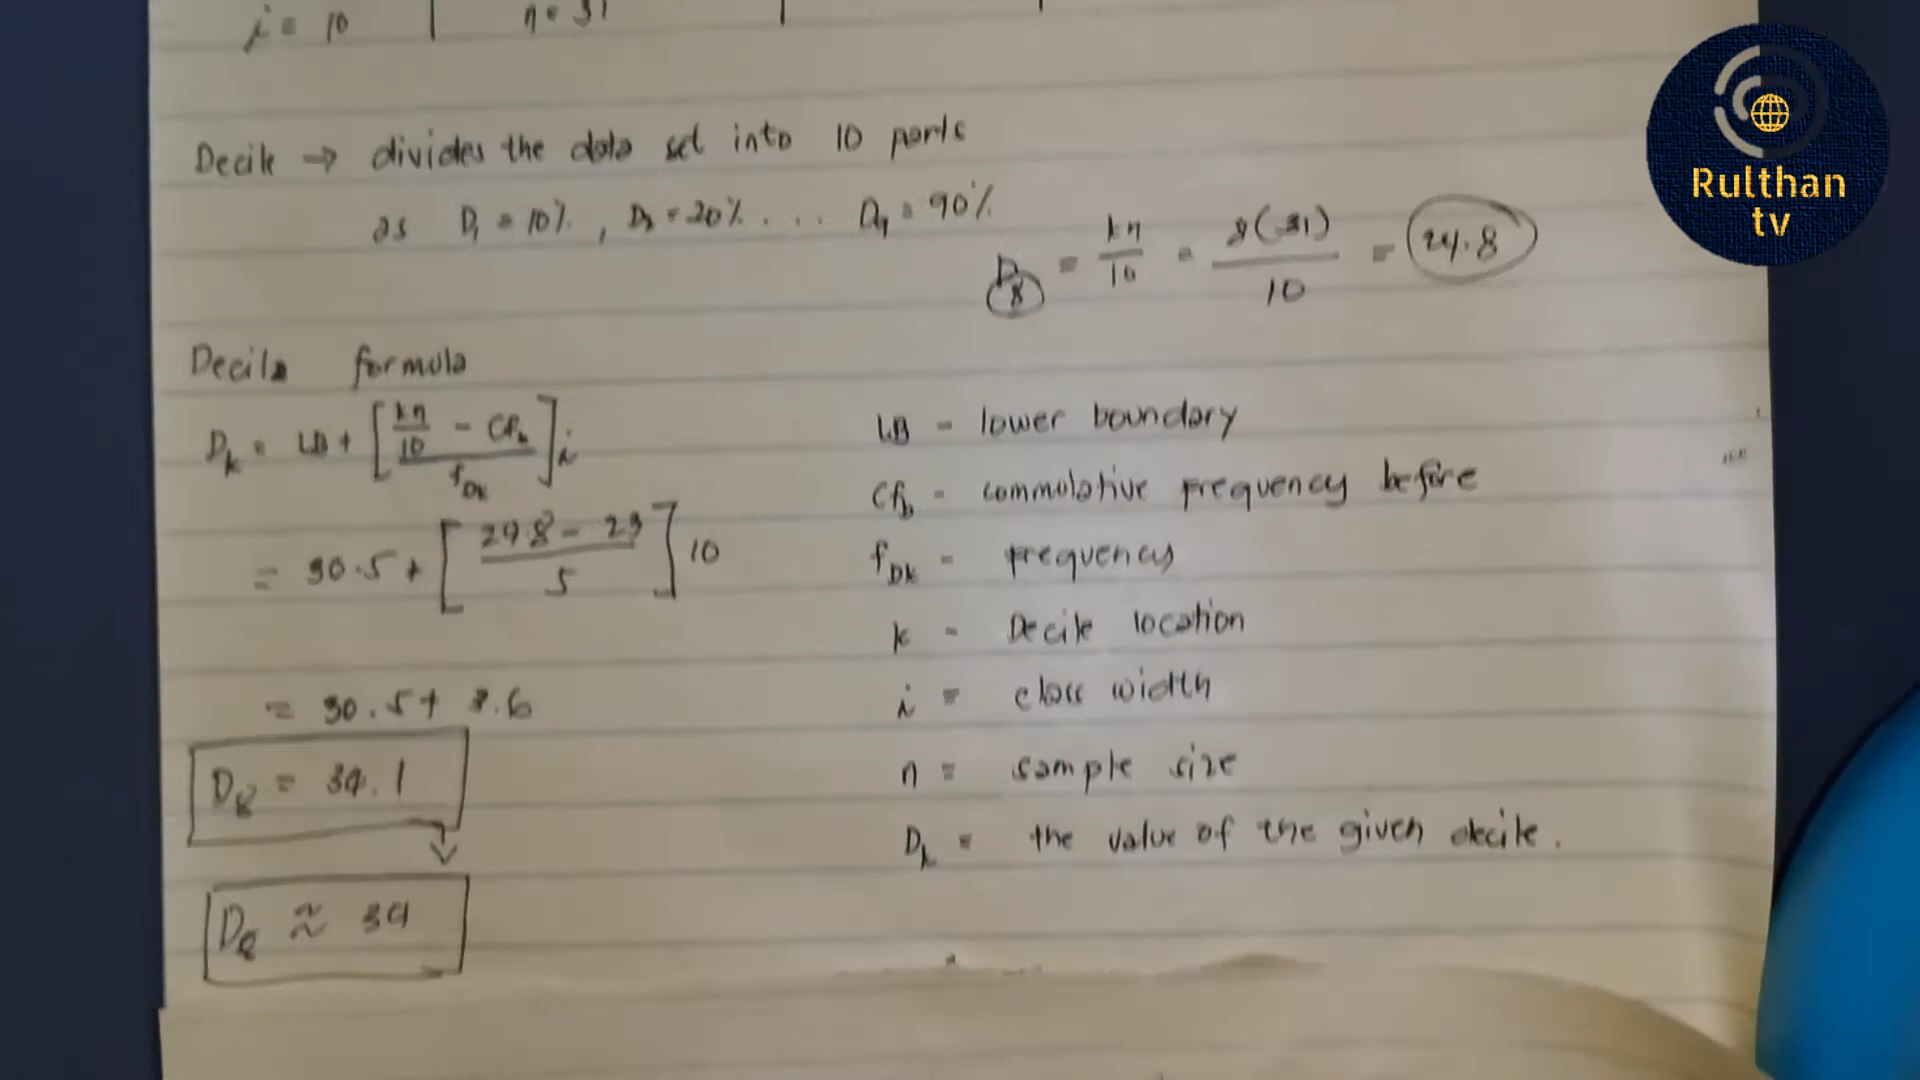 i = 10 n = 31
Decile → divides the data set into 10 parts
as D₁ = 10%, D₂ = 20% . . . D₉ = 90%
D₈ = kn/10 = 8(31)/10 = 24.8
Decile formula
Dₖ = LB + [(kn/10 - CFb)/f_Dk] i
= 30.5 + [(24.8 - 23)/5] 10
= 30.5 + 3.6
D₈ = 34.1
D₈ ≈ 34
LB - lower boundary
Cfb - commulative frequency before
f_Dk - frequency
k - Decile location
i = class width
n = sample size
Dₖ = the value of the given decile.
Rulthan
tv